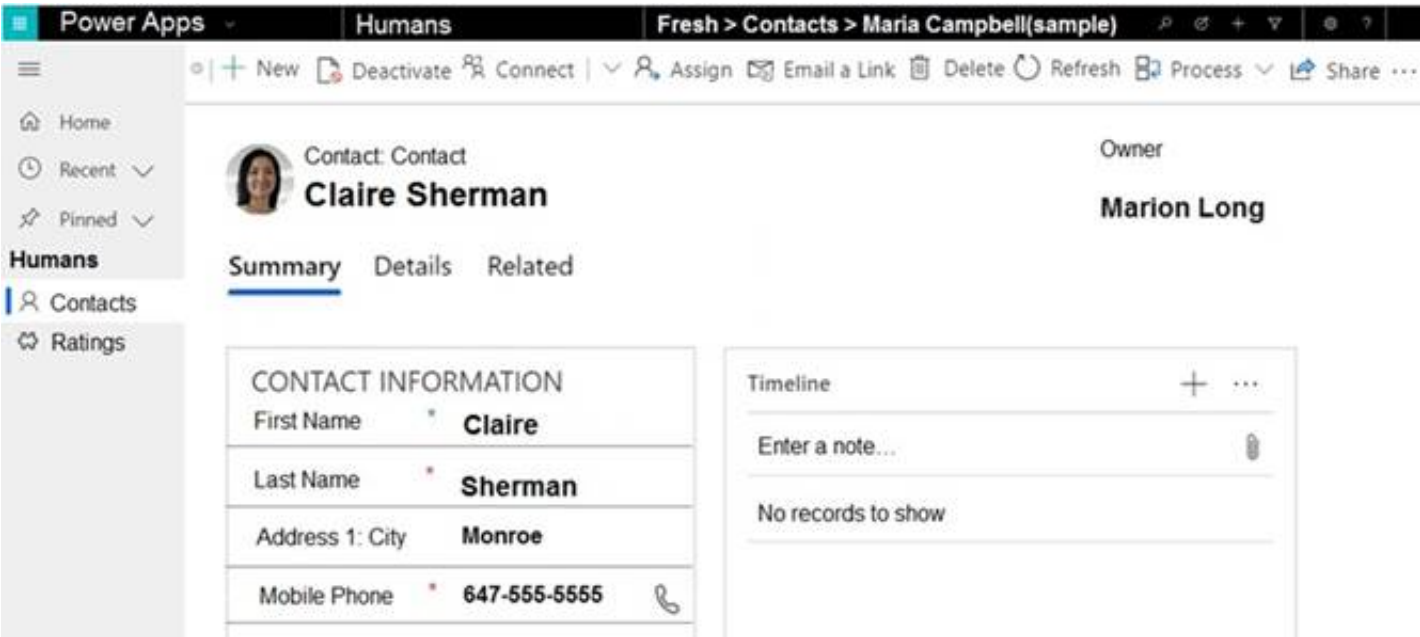 Power Apps Humans Fresh > Contacts > Maria Campbell(sample)
New Deactivate Connect Assign Email a Link Delete Refresh Process Share ...
Home
Recent
Pinned
Humans
Contacts
Ratings
Contact: Contact
Claire Sherman
Owner
Marion Long
Summary Details Related
CONTACT INFORMATION
First Name * Claire
Last Name * Sherman
Address 1: City Monroe
Mobile Phone * 647-555-5555
Timeline
Enter a note...
No records to show